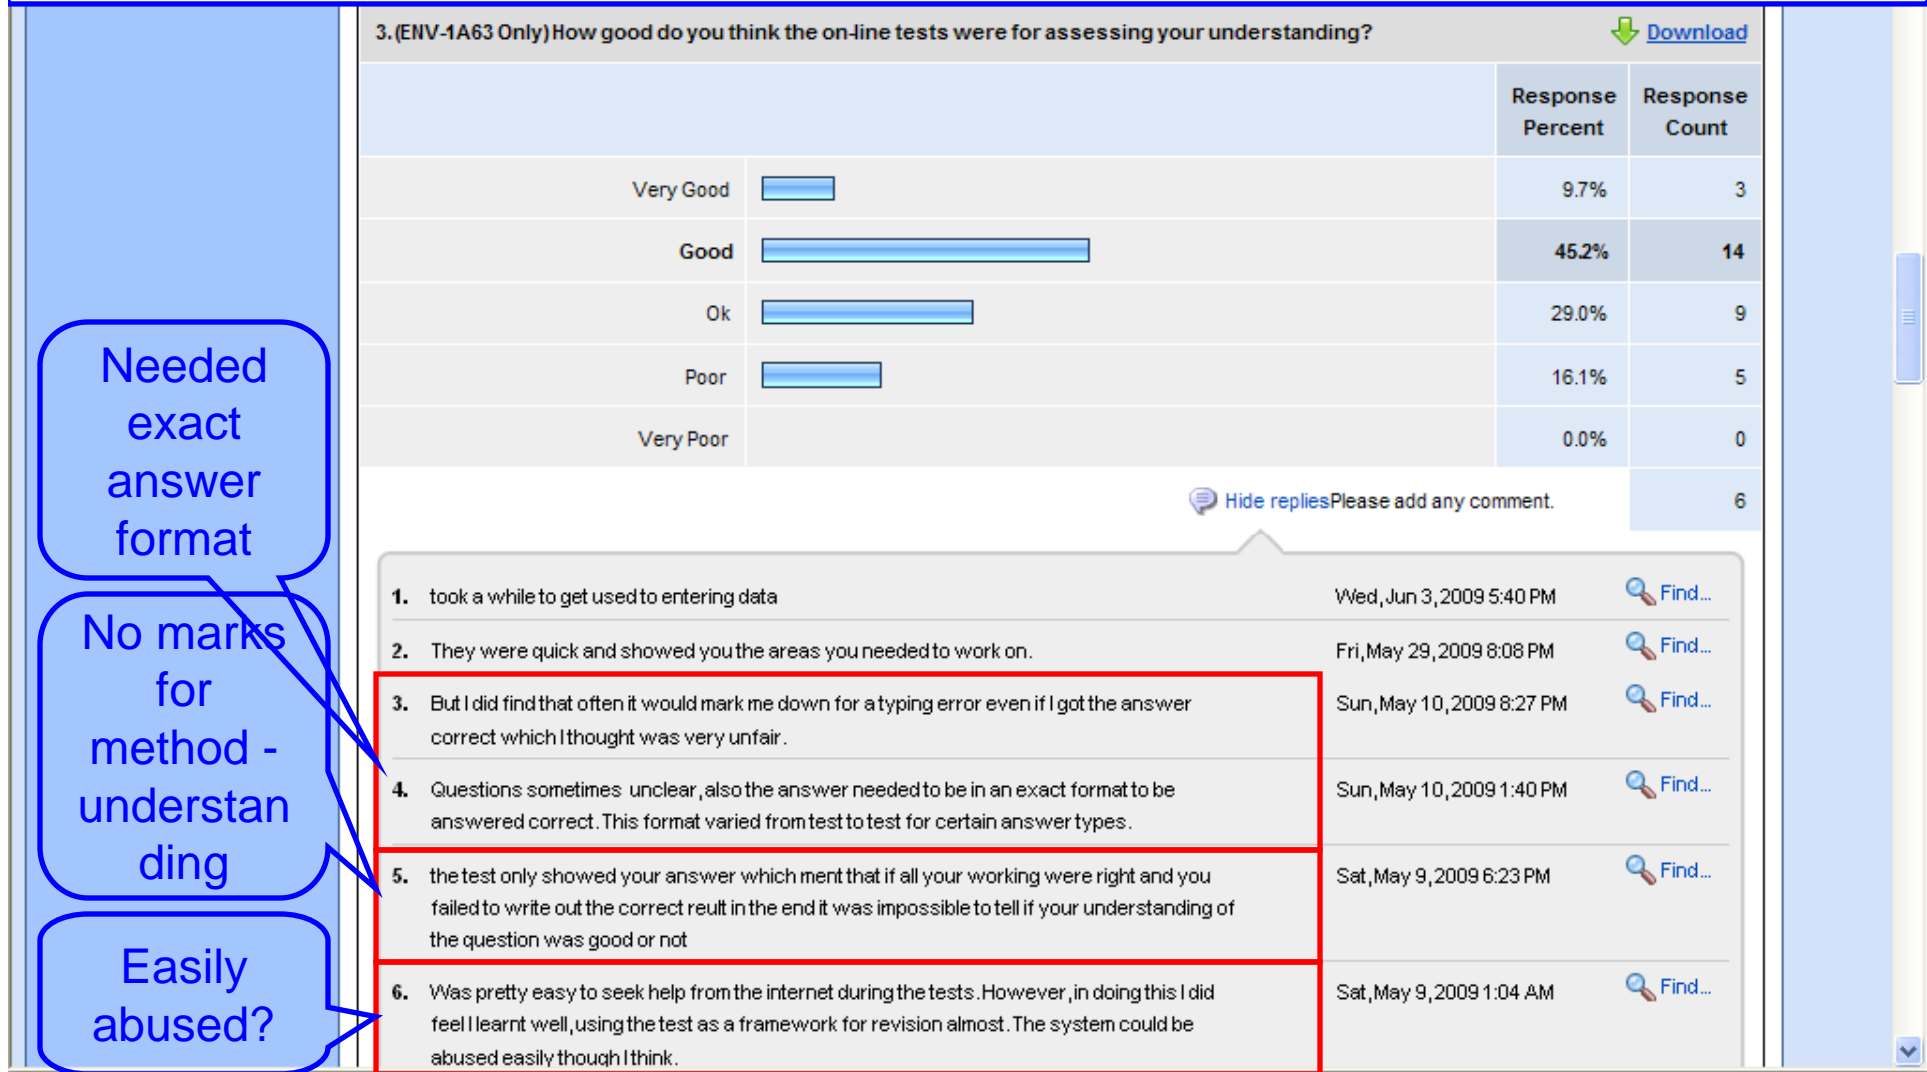 3. (ENV-1A63 Only) How good do you think the on-line tests were for assessing your understanding?
Download
Response Percent
Response Count
Very Good 9.7% 3
Good 45.2% 14
Ok 29.0% 9
Poor 16.1% 5
Very Poor 0.0% 0
Hide replies Please add any comment. 6
1. took a while to get used to entering data Wed, Jun 3, 2009 5:40 PM Find...
2. They were quick and showed you the areas you needed to work on. Fri, May 29, 2009 8:08 PM Find...
3. But I did find that often it would mark me down for a typing error even if I got the answer Sun, May 10, 2009 8:27 PM Find...
correct which I thought was very unfair.
4. Questions sometimes unclear, also the answer needed to be in an exact format to be Sun, May 10, 2009 1:40 PM Find...
answered correct. This format varied from test to test for certain answer types.
5. the test only showed your answer which ment that if all your working were right and you Sat, May 9, 2009 6:23 PM Find...
failed to write out the correct reult in the end it was impossible to tell if your understanding of
the question was good or not
6. Was pretty easy to seek help from the internet during the tests. However, in doing this I did Sat, May 9, 2009 1:04 AM Find...
feel I learnt well, using the test as a framework for revision almost. The system could be
abused easily though I think.
Needed
exact
answer
format
No marks
for
method -
understan
ding
Easily
abused?